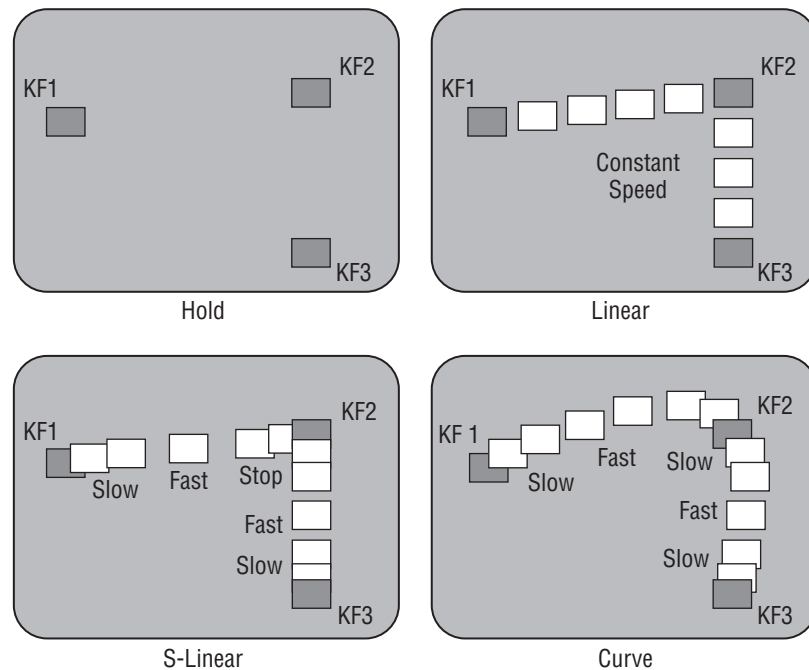 KF1
KF2
KF3
Hold
KF1
KF2
Constant
Speed
KF3
Linear
KF1
KF2
Slow
Fast
Stop
Fast
Slow
KF3
S-Linear
KF 1
KF2
Fast
Slow
Slow
Fast
Slow
KF3
Curve